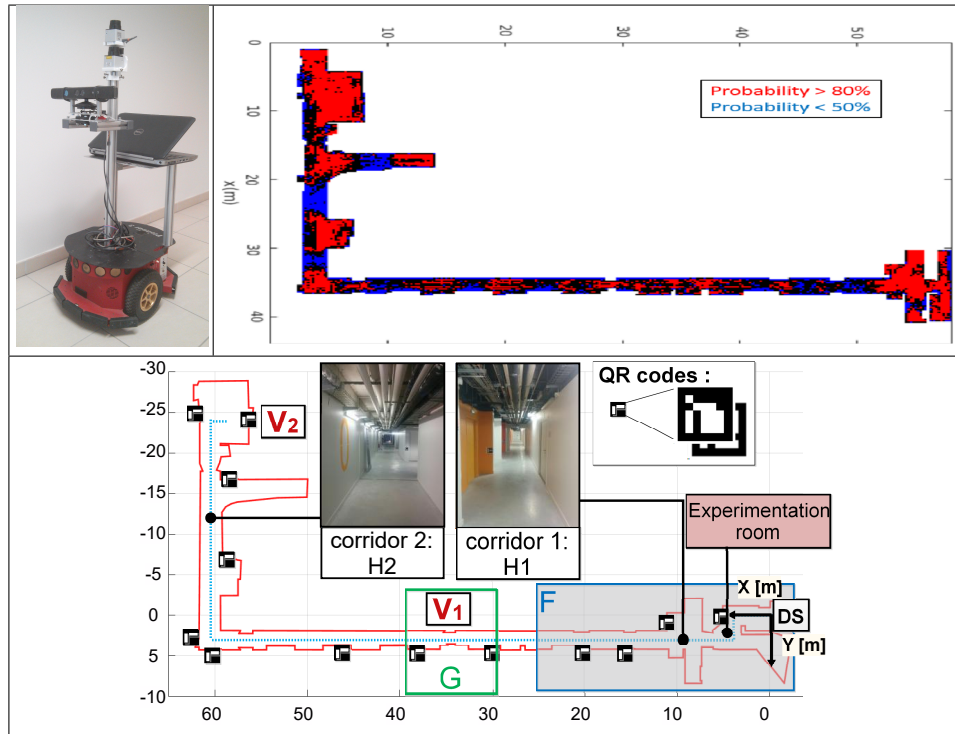 0
10
20
30
40
50
10
20
30
40
x(m)
Probability > 80%
Probability < 50%
-30
-25
-20
-15
-10
-5
0
5
-10
60
50
40
30
20
10
0
V2
QR codes :
corridor 2:
H2
corridor 1:
H1
Experimentation
room
F
X [m]
DS
Y [m]
V1
G